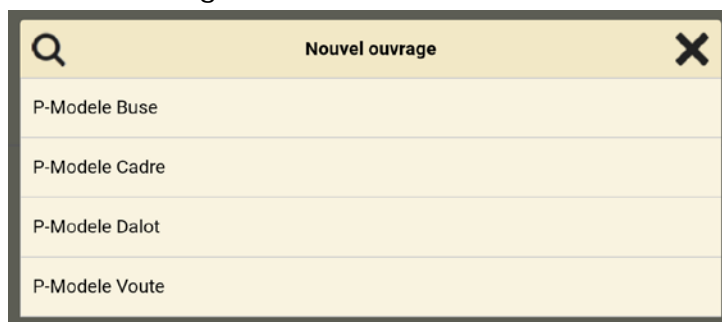 Nouvel ouvrage
P-Modele Buse
P-Modele Cadre
P-Modele Dalot
P-Modele Voute